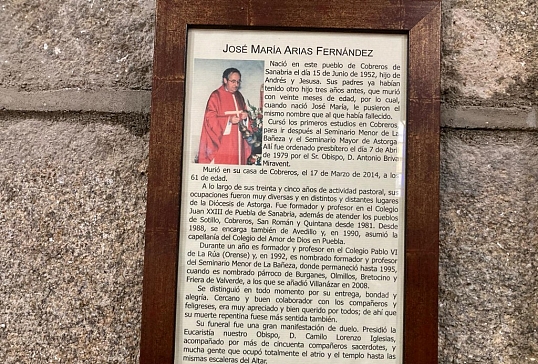 JOSÉ MARÍA ARIAS FERNÁNDEZ
Nació en este pueblo de Cobreros de
Sanabria el día 15 de Junio de 1952, hijo de
Andrés y Jesusa. Sus padres ya habían
tenido otro hijo tres años antes, que murió
con veinte meses de edad, por lo cual,
cuando nació José María, le pusieron el
mismo nombre que al que había fallecido.
Cursó los primeros estudios en Cobreros,
para ir después al Seminario Menor de La
Bañeza y el Seminario Mayor de Astorga.
Allí fue ordenado presbítero el día 7 de Abril
de 1979 por el Sr. Obispo, D. Antonio Briva
Miravent.
Murió en su casa de Cobreros, el 17 de Marzo de 2014, a los
61 de edad.
A lo largo de sus treinta y cinco años de actividad pastoral, sus
ocupaciones fueron muy diversas y en distintos y distantes lugares
de la Diócesis de Astorga. Fue formador y profesor en el Colegio
Juan XXIII de Puebla de Sanabria, además de atender los pueblos
de Sotillo, Cobreros, San Román y Quintana desde 1981. Desde
1988, se encarga también de Avedillo y, en 1990, asumió la
capellanía del Colegio del Amor de Dios en Puebla.
Durante un año es formador y profesor en el Colegio Pablo VI
de La Rúa (Orense) y, en 1992, es nombrado formador y profesor
del Seminario Menor de La Bañeza, donde permaneció hasta 1995,
cuando es nombrado párroco de Burganes, Olmillos, Bretocino y
Friera de Valverde, a los que se añadió Villanázar en 2008.
Se distinguió en todo momento por su entrega, bondad y
alegría. Cercano y buen colaborador con los compañeros y
feligreses, era muy apreciado y bien querido por todos; de ahí que
su muerte repentina fuese más sentida también.
Su funeral fue una gran manifestación de duelo. Presidió la
Eucaristía nuestro Obispo, D. Camilo Lorenzo Iglesias,
acompañado por más de cincuenta compañeros sacerdotes, y
mucha gente que ocupó totalmente el atrio y el templo hasta las
mismas escaleras del Altar.